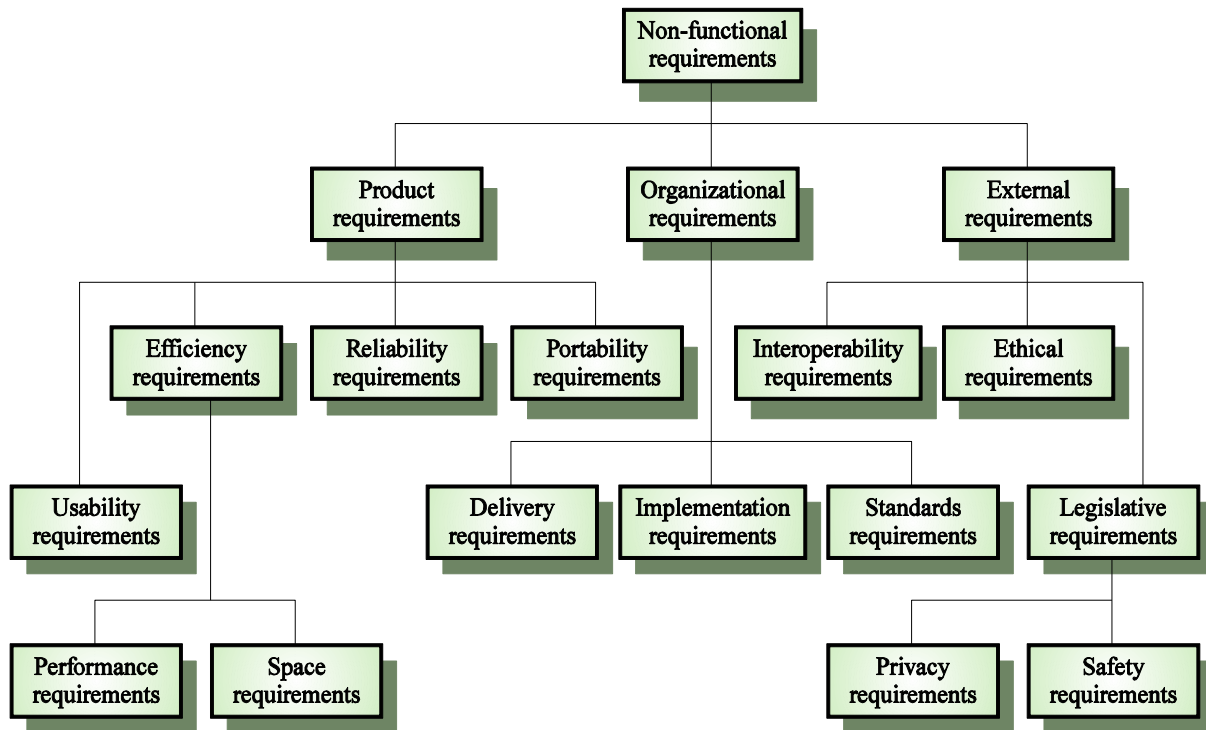 Non-functional
requirements
Product
requirements
Organizational
requirements
External
requirements
Efficiency
requirements
Reliability
requirements
Portability
requirements
Interoperability
requirements
Ethical
requirements
Usability
requirements
Delivery
requirements
Implementation
requirements
Standards
requirements
Legislative
requirements
Performance
requirements
Space
requirements
Privacy
requirements
Safety
requirements